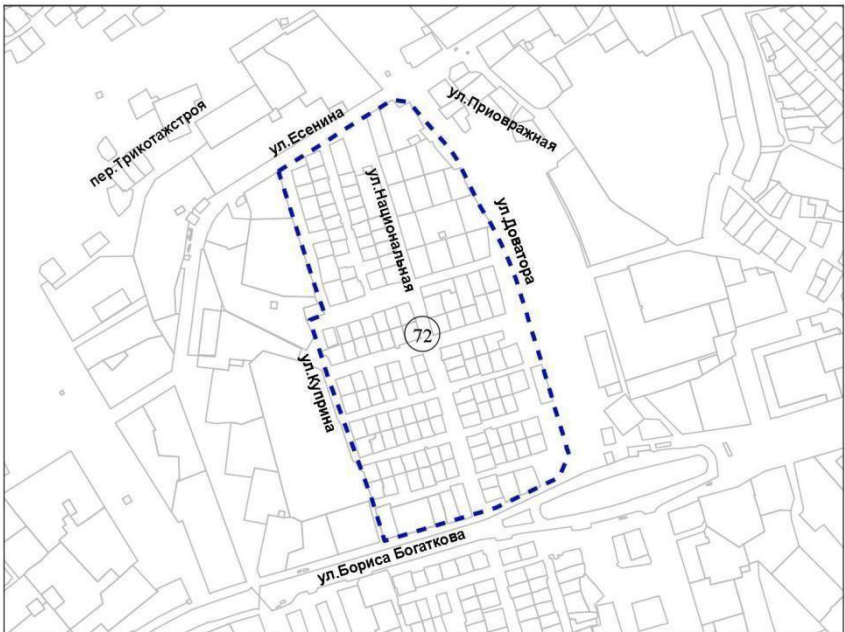 пер.Трикотажстроя
ул.Есенина
ул.Приовражная
ул.Национальная
ул.Доватора
72
ул.Куприна
ул.Бориса Богаткова